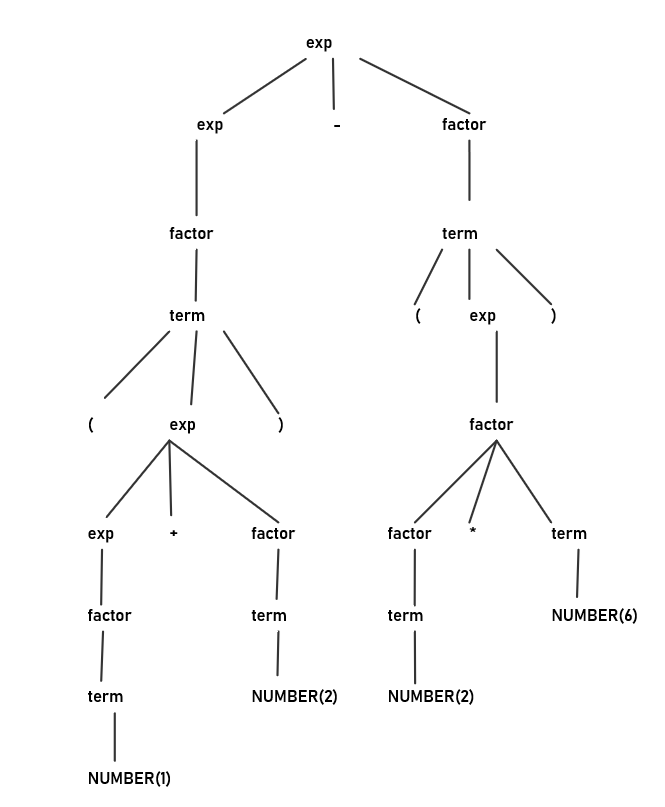 exp
exp - factor
factor term
term ( exp )
( exp ) factor
exp + factor factor * term
factor term term NUMBER(6)
term NUMBER(2) NUMBER(2)
NUMBER(1)